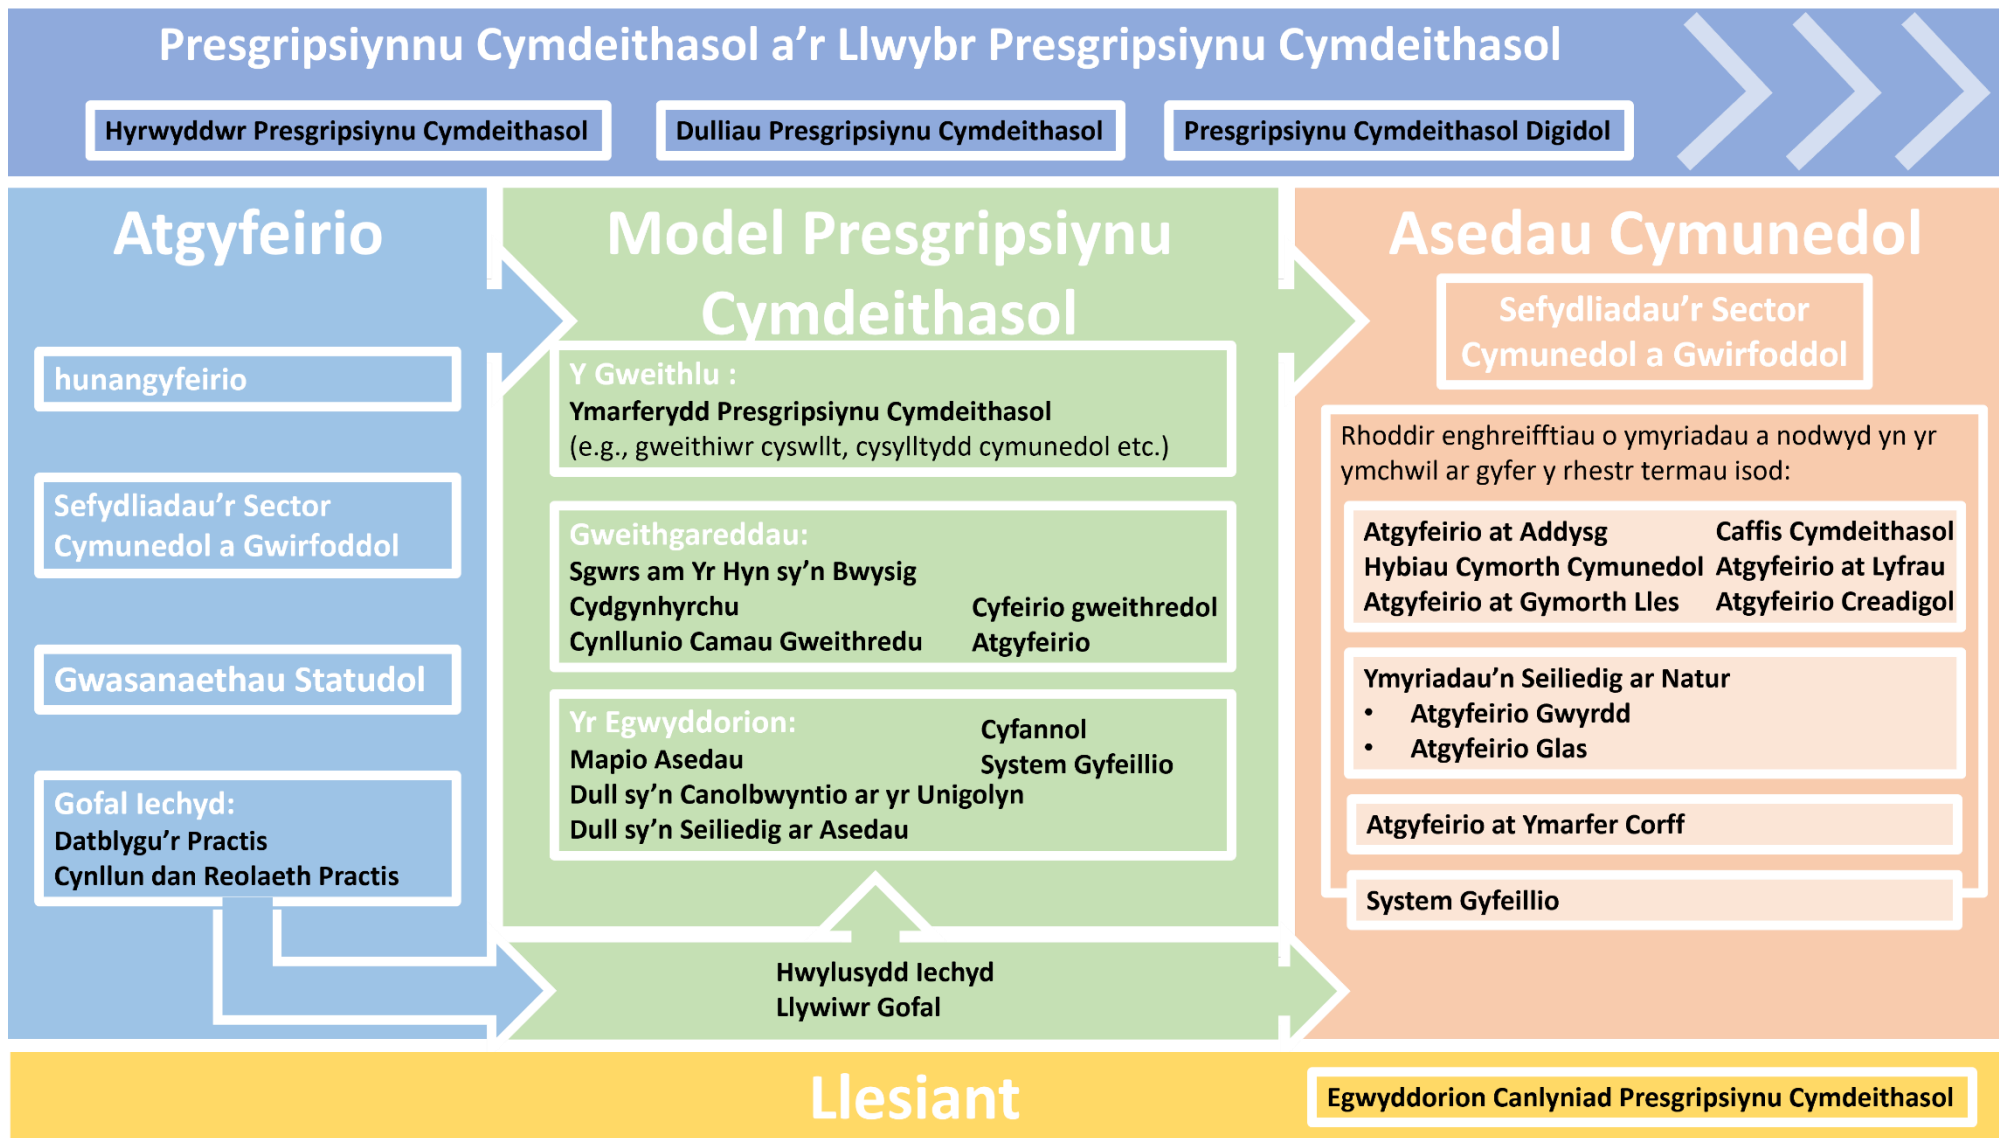 Presgripsiynnu Cymdeithasol a’r Llwybr Presgripsiynu Cymdeithasol
Hyrwyddwr Presgripsiynu Cymdeithasol
Dulliau Presgripsiynu Cymdeithasol
Presgripsiynu Cymdeithasol Digidol
Atgyfeirio
hunangyfeirio
Sefydliadau’r Sector
Cymunedol a Gwirfoddol
Gwasanaethau Statudol
Gofal Iechyd:
Datblygu’r Practis
Cynllun dan Reolaeth Practis
Model Presgripsiynu
Cymdeithasol
Y Gweithlu :
Ymarferydd Presgripsiynu Cymdeithasol
(e.g., gweithiwr cyswllt, cysylltydd cymunedol etc.)
Gweithgareddau:
Sgwrs am Yr Hyn sy’n Bwysig
Cydgynhyrchu
Cynllunio Camau Gweithredu
Cyfeirio gweithredol
Atgyfeirio
Yr Egwyddorion:
Mapio Asedau
Dull sy’n Canolbwyntio ar yr Unigolyn
Dull sy’n Seiliedig ar Asedau
Cyfannol
System Gyfeillio
Hwylusydd Iechyd
Llywiwr Gofal
Asedau Cymunedol
Sefydliadau’r Sector
Cymunedol a Gwirfoddol
Rhoddir enghreifftiau o ymyriadau a nodwyd yn yr
ymchwil ar gyfer y rhestr termau isod:
Atgyfeirio at Addysg
Hybiau Cymorth Cymunedol
Atgyfeirio at Gymorth Lles
Caffis Cymdeithasol
Atgyfeirio at Lyfrau
Atgyfeirio Creadigol
Ymyriadau’n Seiliedig ar Natur
• Atgyfeirio Gwyrdd
• Atgyfeirio Glas
Atgyfeirio at Ymarfer Corff
System Gyfeillio
Llesiant
Egwyddorion Canlyniad Presgripsiynu Cymdeithasol